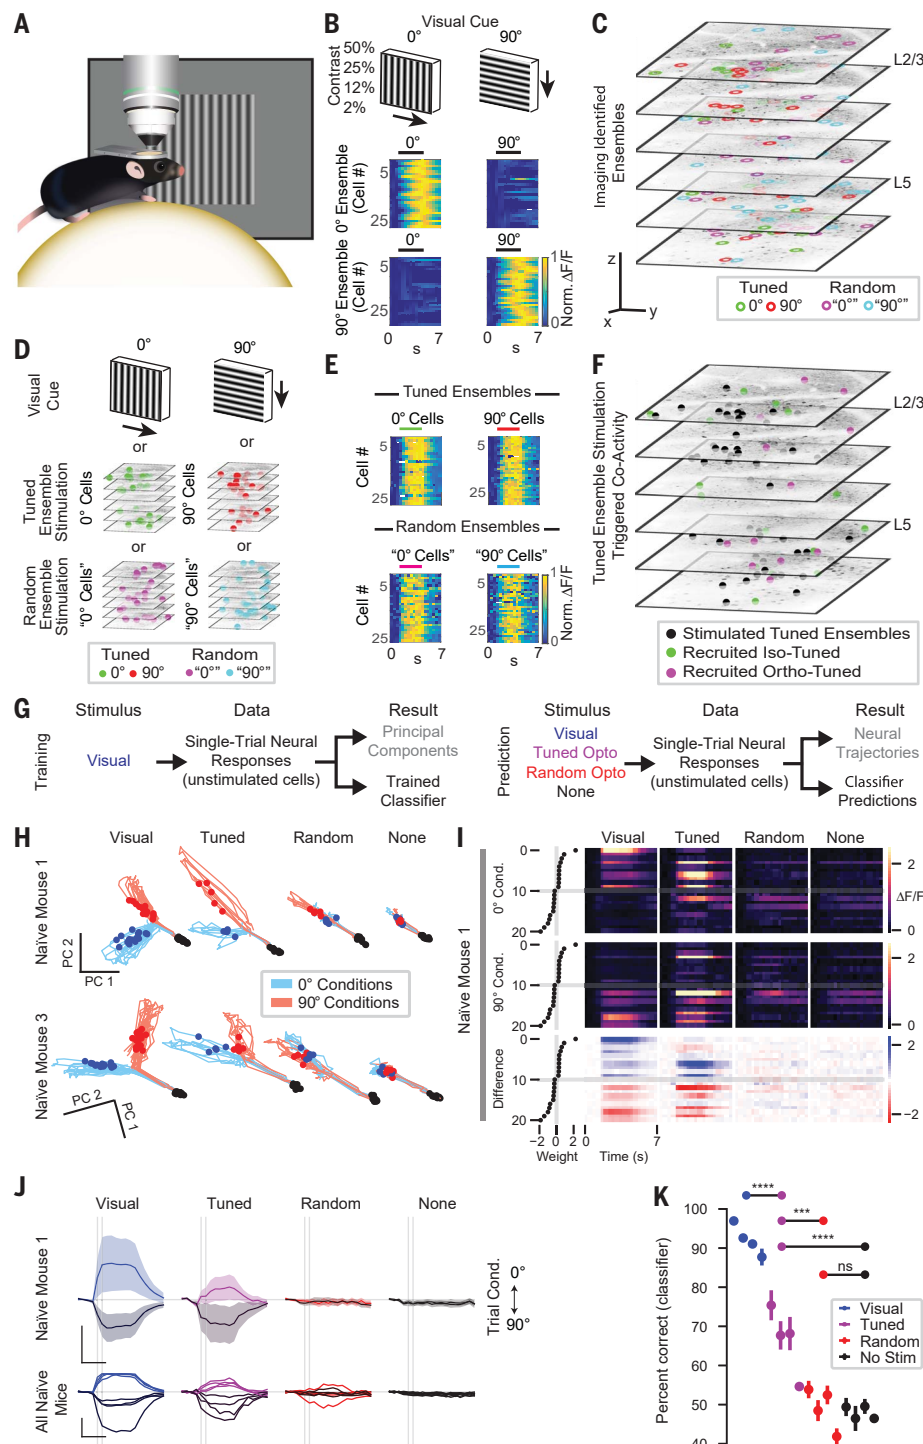 A
B
Visual Cue
0°
90°
Contrast
50%
25%
12%
2%
0°
90°
0° Ensemble
(Cell #)
5
25
0°
90°
90° Ensemble
(Cell #)
5
25
0
7
s
0
7
s
1
0
Norm. ΔF/F
C
Imaging Identified
Ensembles
L2/3
L5
z
y
x
Tuned
Random
0°
90°
“0°”
“90°”
D
0°
90°
Visual
Cue
or
or
Tuned
Ensemble
Stimulation
0° Cells
90° Cells
or
or
Random
Ensemble
Stimulation
“0° Cells”
“90° Cells”
Tuned
Random
0°
90°
“0°”
“90°”
E
Tuned Ensembles
0° Cells
90° Cells
Cell #
5
25
Random Ensembles
“0° Cells”
“90° Cells”
Cell #
5
25
0
7
s
0
7
s
1
0
Norm. ΔF/F
F
Tuned Ensemble Stimulation
Triggered Co-Activity
L2/3
L5
Stimulated Tuned Ensembles
Recruited Iso-Tuned
Recruited Ortho-Tuned
G
Training
Stimulus
Data
Result
Visual
Single-Trial Neural
Responses
(unstimulated cells)
Principal
Components
Trained
Classifier
Prediction
Stimulus
Data
Result
Visual
Tuned Opto
Random Opto
None
Single-Trial Neural
Responses
(unstimulated cells)
Neural
Trajectories
Classifier
Predictions
H
Visual
Tuned
Random
None
Naïve Mouse 1
PC 2
PC 1
0° Conditions
90° Conditions
Naïve Mouse 3
PC 2
PC 1
I
Visual
Tuned
Random
None
Naïve Mouse 1
0° Cond.
0
10
20
2
ΔF/F
0
90° Cond.
0
10
20
2
0
Difference
0
10
20
2
0
−2
−2
0
2
Weight
0
7
Time (s)
J
Visual
Tuned
Random
None
Naïve Mouse 1
Trial Cond.
0°
90°
All Naïve
Mice
K
****
***
****
ns
Percent correct (classifier)
100
90
80
70
60
50
40
Visual
Tuned
Random
No Stim